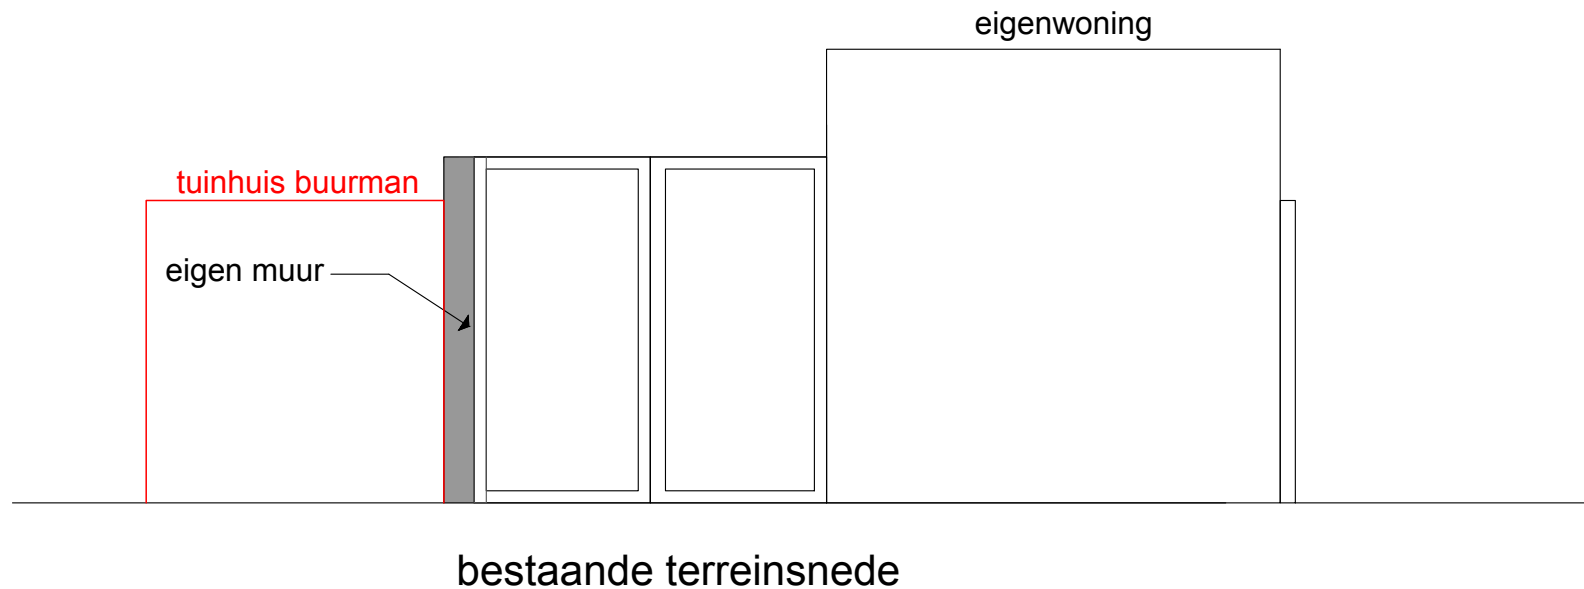 eigenwoning
tuinhuis buurman
eigen muur
bestaande terreinsnede